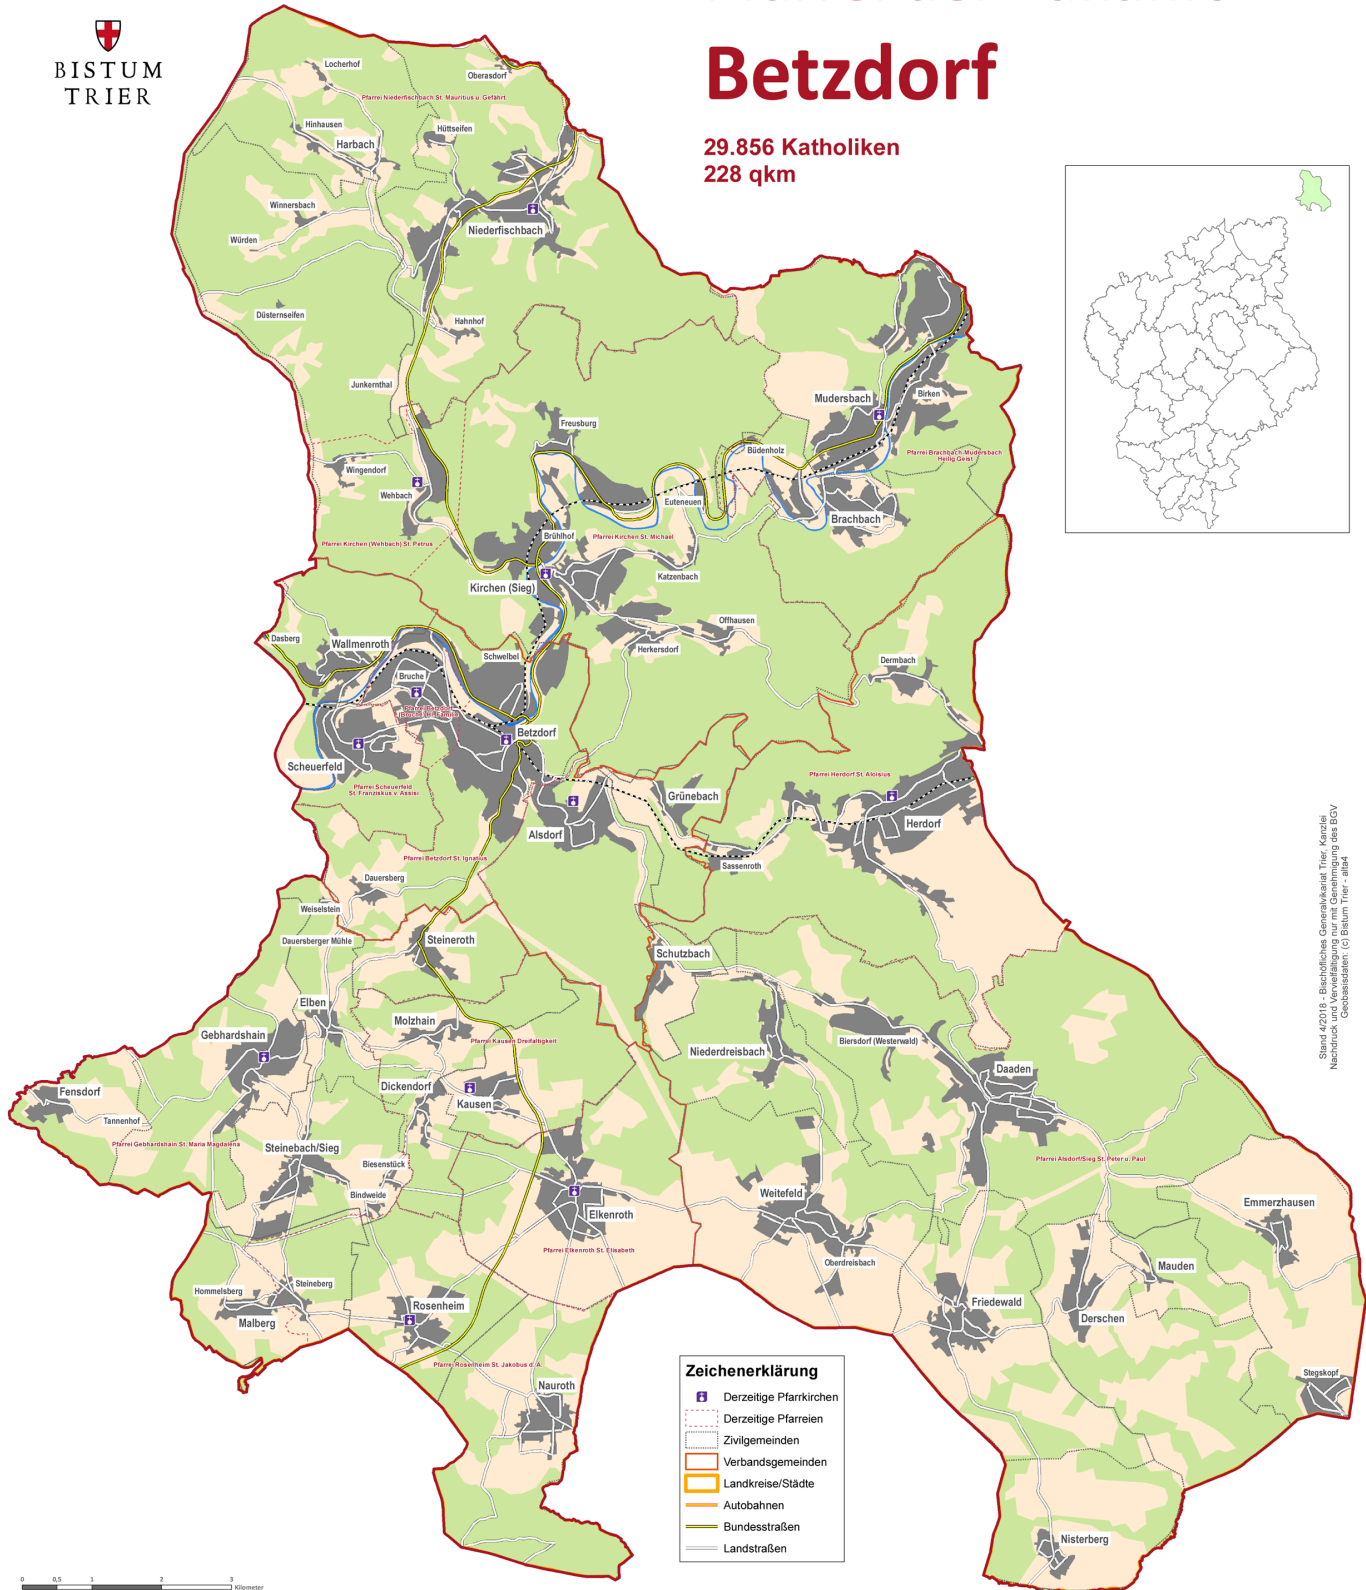 BISTUM
TRIER
Betzdorf
29.856 Katholiken
228 qkm
Locherhof
Oberasdorf
Pfarrei Niederfischbach St. Mauritius u. Gefährt.
Hinhausen
Hüttseifen
Harbach
Winnersbach
Niederfischbach
Würden
Düsternseifen
Hahnhof
Junkernthal
Mudersbach
Birken
Freusburg
Büdenholz
Pfarrei Brachbach-Mudersbach
Heilig Geist
Wingendorf
Wehbach
Euteneuen
Brachbach
Brühlhof
Pfarrei Kirchen St. Michael
Pfarrei Kirchen (Wehbach) St. Petrus
Katzenbach
Kirchen (Sieg)
Offhausen
Dasberg
Wallmenroth
Herkersdorf
Schwelbel
Dermbach
Bruche
Betzdorf
Scheuerfeld
Pfarrei Herdorf St. Aloisius
Pfarrei Scheuerfeld
St. Franziskus v. Assisi
Grünebach
Herdorf
Alsdorf
Pfarrei Betzdorf St. Ignatius
Sassenroth
Dauersberg
Weiselstein
Dauersberger Mühle
Steineroth
Schutzbach
Elben
Molzhain
Gebhardshain
Pfarrei Kausen Dreifaltigkeit
Niederdreisbach
Biersdorf (Westerwald)
Daaden
Fensdorf
Dickendorf
Kausen
Tannenhof
Pfarrei Gebhardshain St. Maria Magdalena
Steinebach/Sieg
Pfarrei Alsdorf/Sieg St. Peter u. Paul
Biesenstück
Bindweide
Weitefeld
Emmerzhausen
Elkenroth
Pfarrei Elkenroth St. Elisabeth
Oberdreisbach
Mauden
Steineberg
Hommelsberg
Rosenheim
Friedewald
Malberg
Derschen
Pfarrei Rosenheim St. Jakobus d. A.
Stegskopf
Nauroth
Nisterberg
Zeichenerklärung
Derzeitige Pfarrkirchen
Derzeitige Pfarreien
Zivilgemeinden
Verbandsgemeinden
Landkreise/Städte
Autobahnen
Bundesstraßen
Landstraßen
Stand 4/2018 - Bischöfliches Generalvikariat Trier, Kanzlei
Nachdruck und Vervielfältigung nur mit Genehmigung des BGV
Geobasisdaten: (c) Bistum Trier - alta4
0 0,5 1 2 3
Kilometer